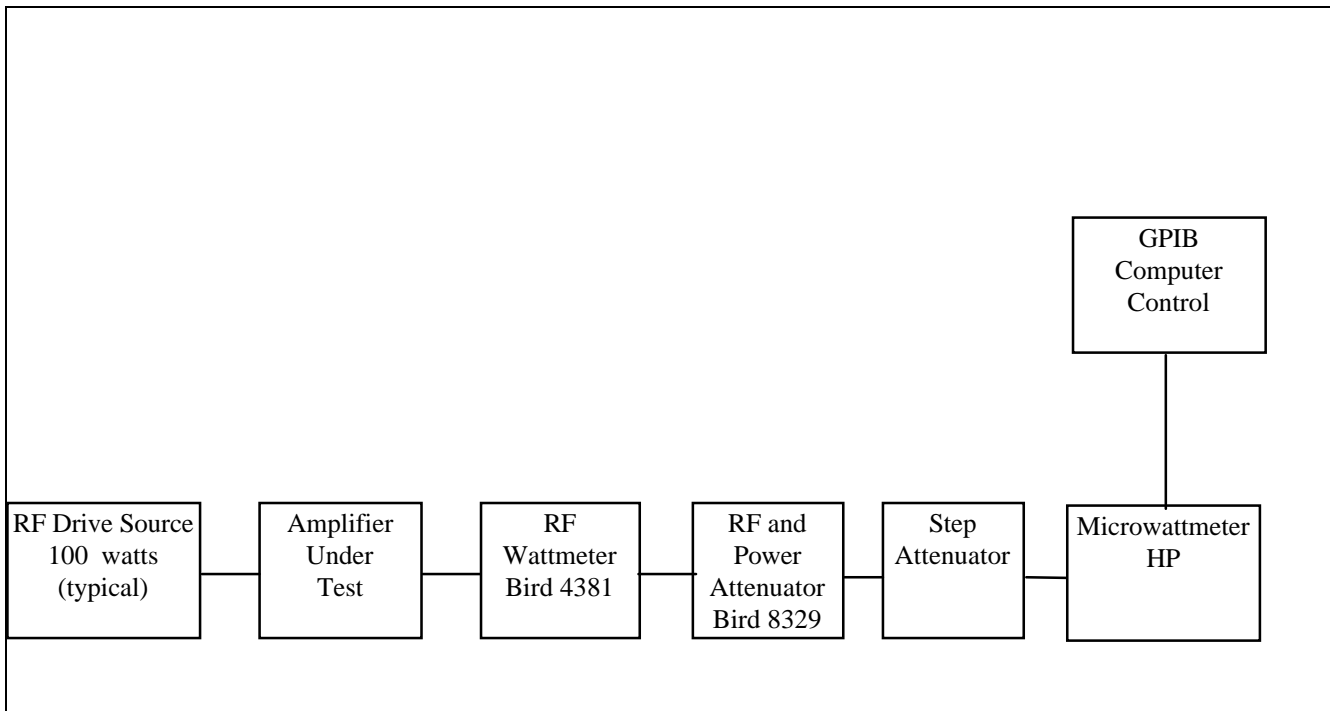 GPIB
Computer
Control
RF Drive Source
100 watts
(typical)
Amplifier
Under
Test
RF
Wattmeter
Bird 4381
RF and
Power
Attenuator
Bird 8329
Step
Attenuator
Microwattmeter
HP